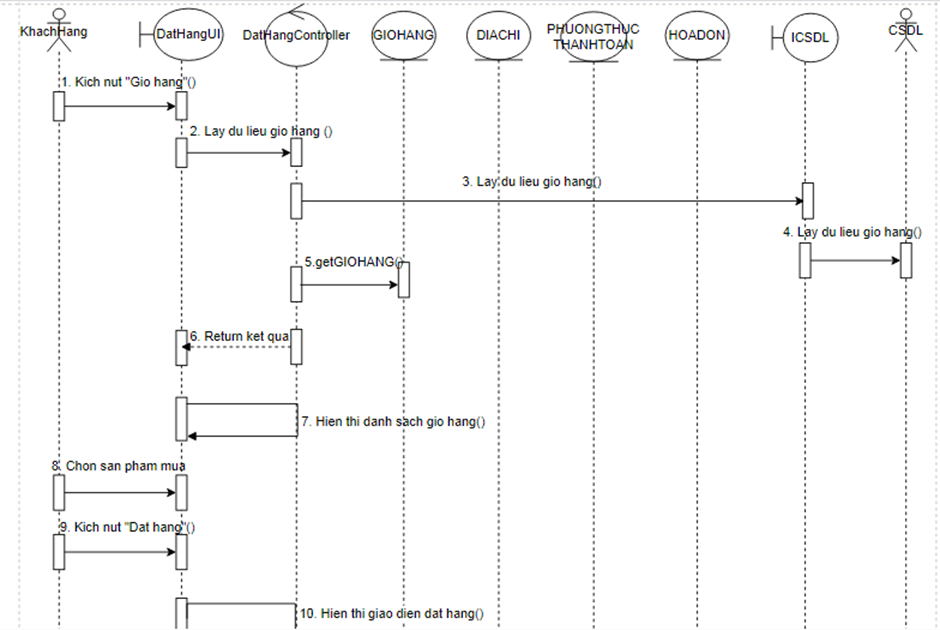 KhachHang
DatHangUI
DatHangController
GIOHANG
DIACHI
PHUONGTHUC
THANHTOAN
HOADON
ICSDL
CSDL
1. Kich nut "Gio hang"()
2. Lay du lieu gio hang ()
3. Lay du lieu gio hang()
4. Lay du lieu gio hang()
5.getGIOHANG()
6. Return ket qua
7. Hien thi danh sach gio hang()
8. Chon san pham mua
9. Kich nut "Dat hang"()
10. Hien thi giao dien dat hang()